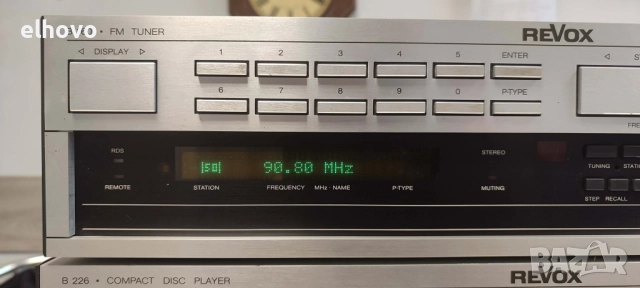 elhovo
• FM TUNER
REVOX
◁ DISPLAY ▷
1 2 3 4 5 ENTER
6 7 8 9 0 P-TYPE
◁
RDS
REMOTE
50 90.80 MHz
STATION FREQUENCY MHz NAME P-TYPE
STEREO
MUTING
TUNING
STEP RECALL
B 226 • COMPACT DISC PLAYER
REVOX
BAZAR